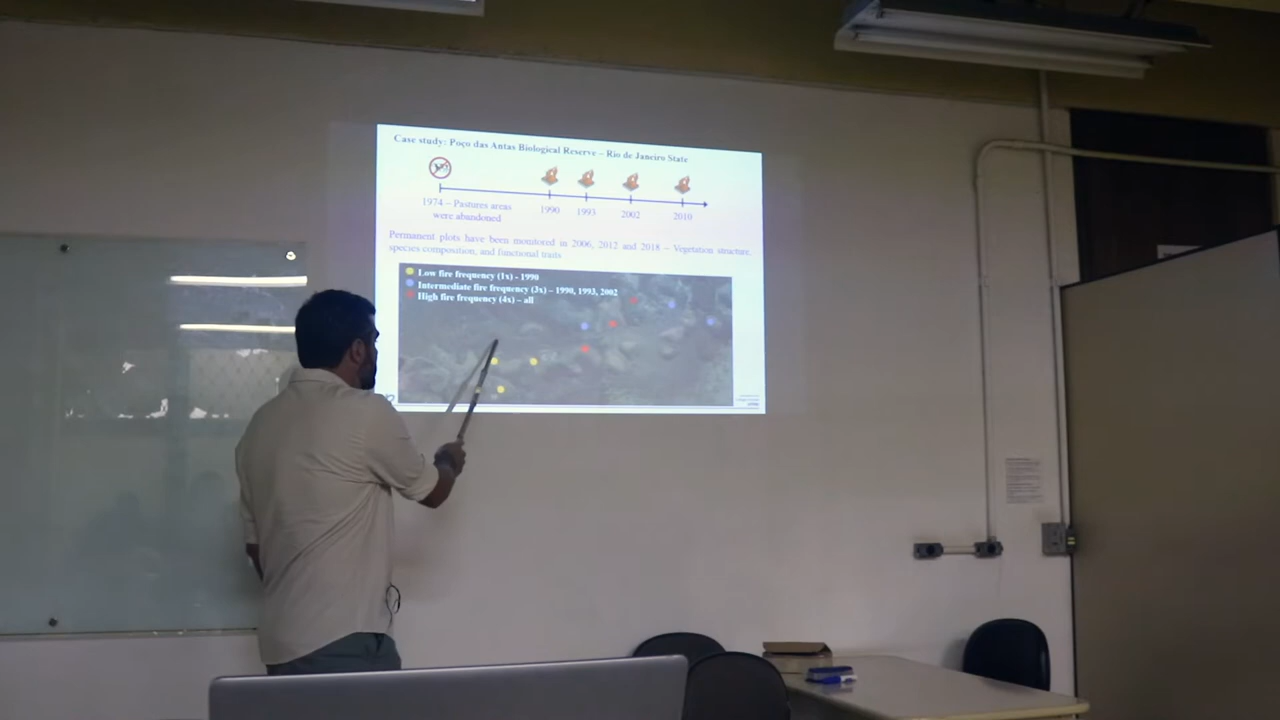 Case study: Poço das Antas Biological Reserve – Rio de Janeiro State
1974 – Pastures areas
were abandoned
1990
1993
2002
2010
Permanent plots have been monitored in 2006, 2012 and 2018 – Vegetation structure,
species composition, and functional traits
Low fire frequency (1x) - 1990
Intermediate fire frequency (3x) – 1990, 1993, 2002
High fire frequency (4x) – all